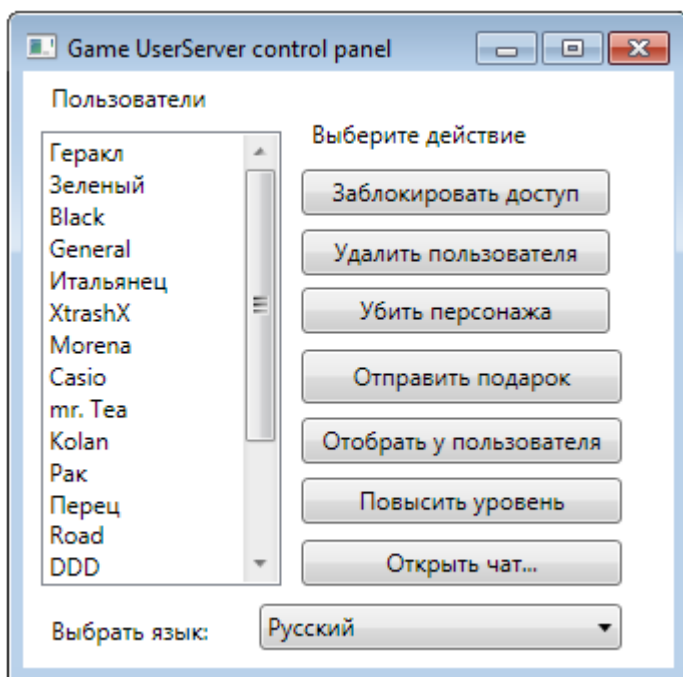 Game UserServer control panel
Пользователи
Геракл
Зеленый
Black
General
Итальянец
XtrashX
Morena
Casio
mr. Tea
Kolan
Рак
Перец
Road
DDD
Выберите действие
Заблокировать доступ
Удалить пользователя
Убить персонажа
Отправить подарок
Отобрать у пользователя
Повысить уровень
Открыть чат...
Выбрать язык:
Русский